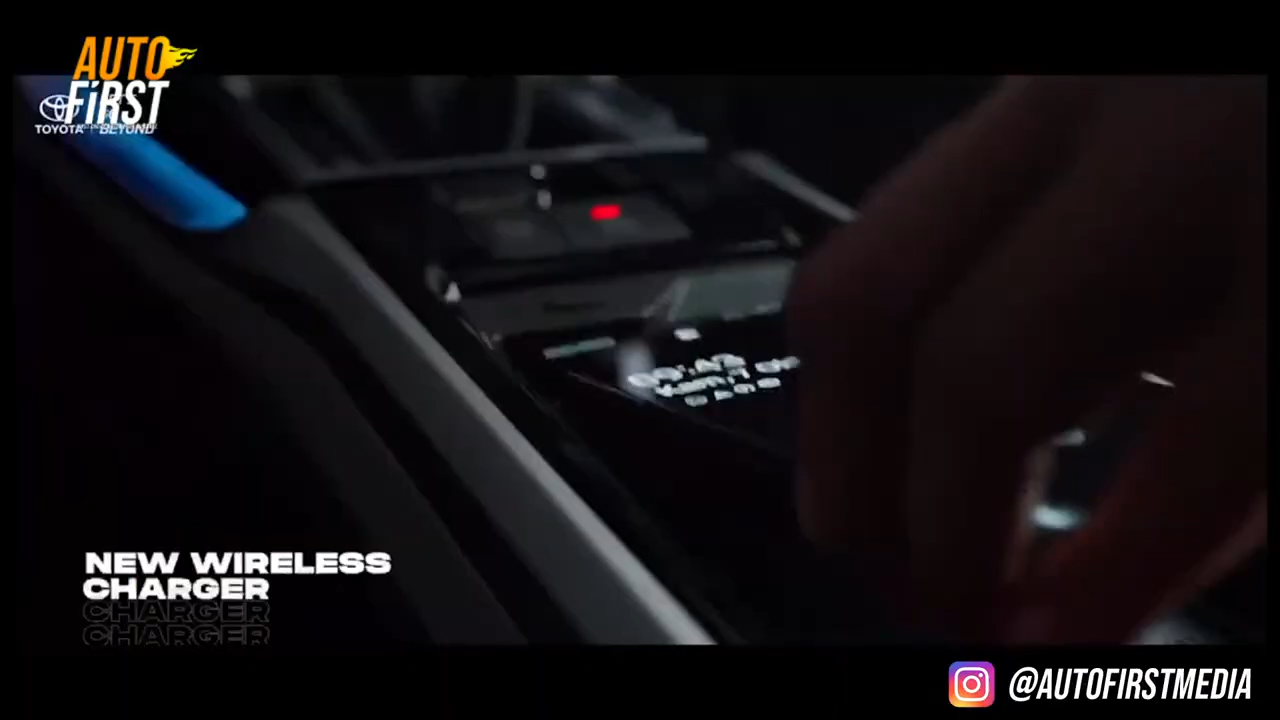 AUTO
FiRST
TOYOTA
BEYOND
NEW WIRELESS
CHARGER
CHARGER
CHARGER
@AUTOFIRSTMEDIA